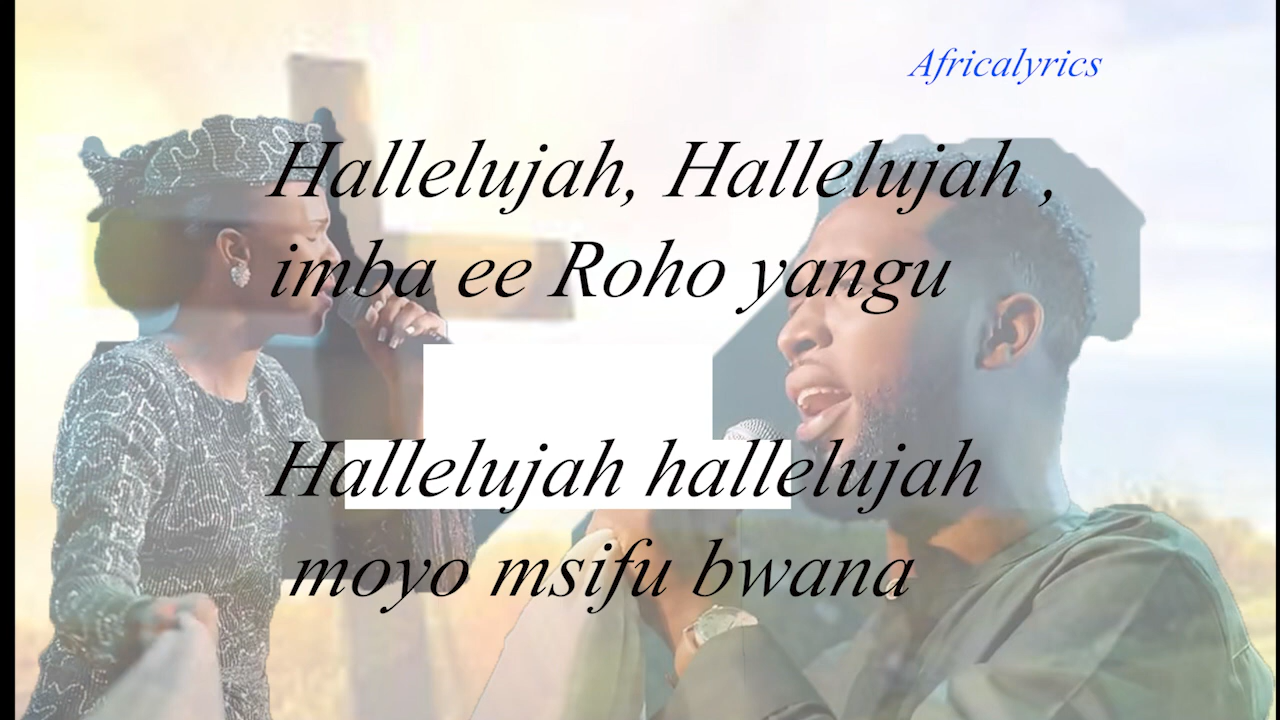 Africalyrics
Hallelujah, Hallelujah ,
imba ee Roho yangu
Hallelujah hallelujah
moyo msifu bwana